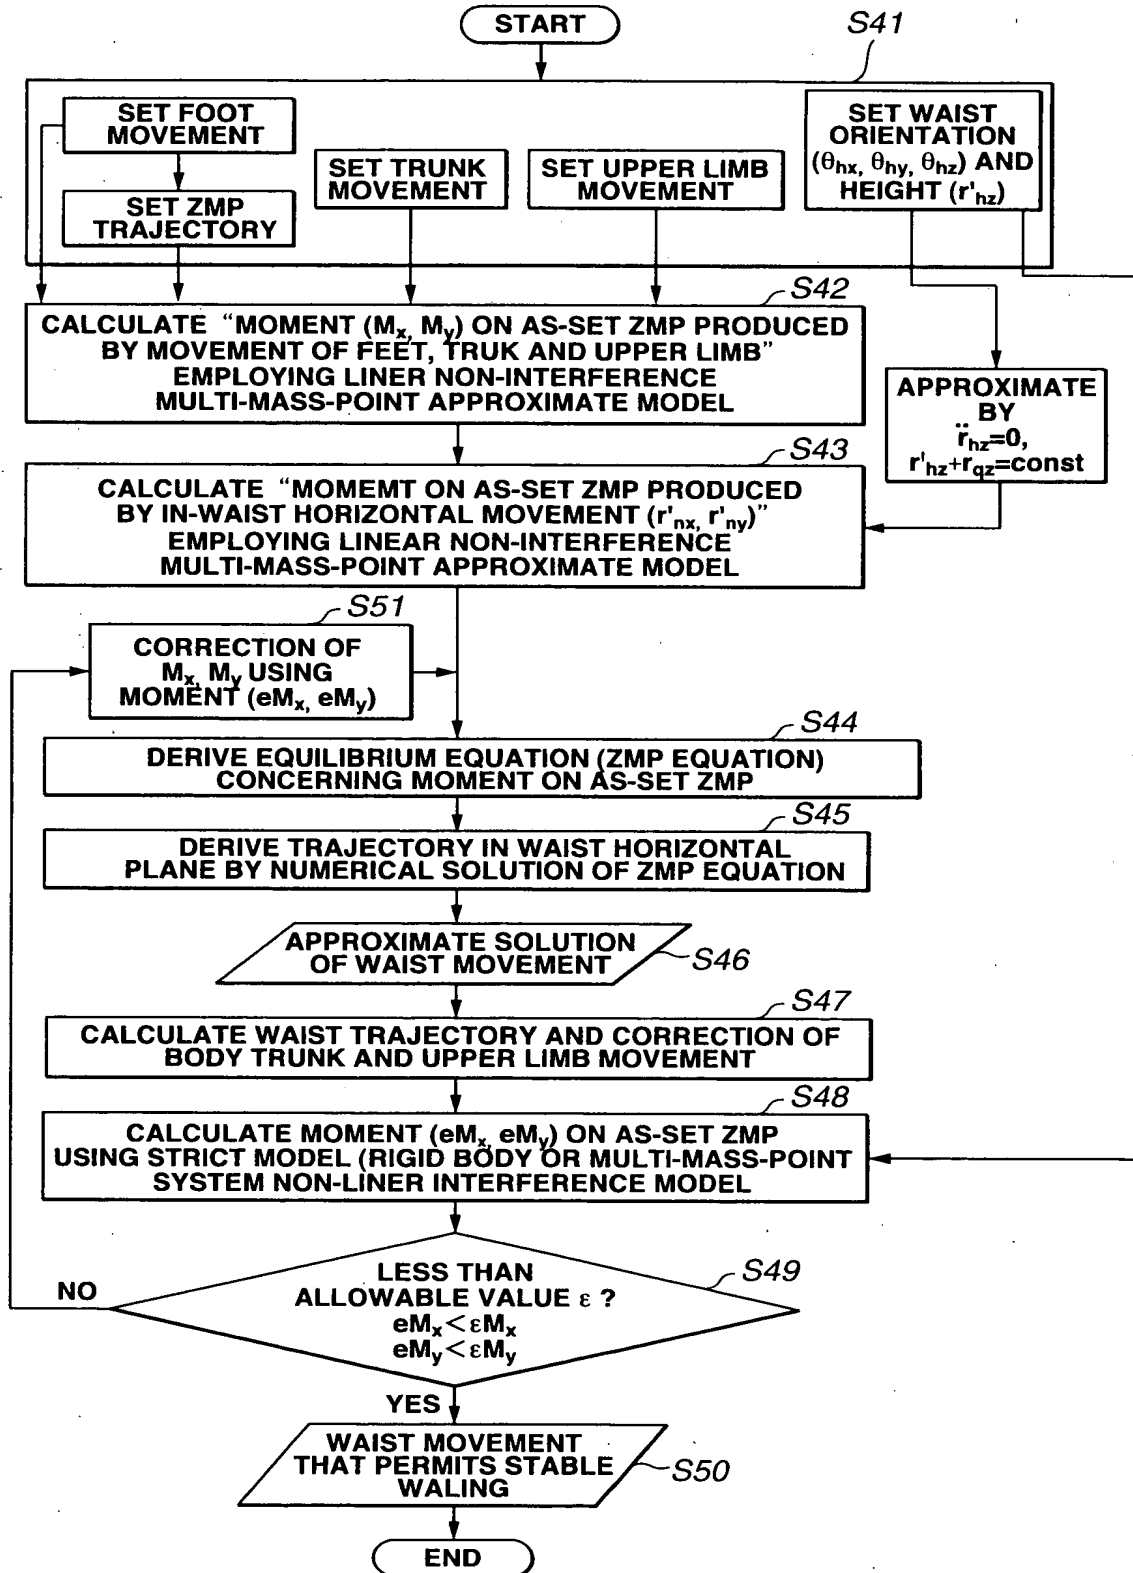 START
S41
SET FOOT
MOVEMENT
SET ZMP
TRAJECTORY
SET TRUNK
MOVEMENT
SET UPPER LIMB
MOVEMENT
SET WAIST
ORIENTATION
(θhx, θhy, θhz) AND
HEIGHT (r'hz)
S42
CALCULATE “MOMENT (Mx, My) ON AS-SET ZMP PRODUCED
BY MOVEMENT OF FEET, TRUK AND UPPER LIMB”
EMPLOYING LINER NON-INTERFERENCE
MULTI-MASS-POINT APPROXIMATE MODEL
APPROXIMATE
BY
r̈hz=0,
r'hz+rqz=const
S43
CALCULATE “MOMEMT ON AS-SET ZMP PRODUCED
BY IN-WAIST HORIZONTAL MOVEMENT (r'nx, r'ny)”
EMPLOYING LINEAR NON-INTERFERENCE
MULTI-MASS-POINT APPROXIMATE MODEL
S51
CORRECTION OF
Mx, My USING
MOMENT (eMx, eMy)
S44
DERIVE EQUILIBRIUM EQUATION (ZMP EQUATION)
CONCERNING MOMENT ON AS-SET ZMP
S45
DERIVE TRAJECTORY IN WAIST HORIZONTAL
PLANE BY NUMERICAL SOLUTION OF ZMP EQUATION
APPROXIMATE SOLUTION
OF WAIST MOVEMENT
S46
S47
CALCULATE WAIST TRAJECTORY AND CORRECTION OF
BODY TRUNK AND UPPER LIMB MOVEMENT
S48
CALCULATE MOMENT (eMx, eMy) ON AS-SET ZMP
USING STRICT MODEL (RIGID BODY OR MULTI-MASS-POINT
SYSTEM NON-LINER INTERFERENCE MODEL
S49
LESS THAN
ALLOWABLE VALUE ε ?
eMx<εMx
eMy<εMy
NO
YES
WAIST MOVEMENT
THAT PERMITS STABLE
WALING
S50
END